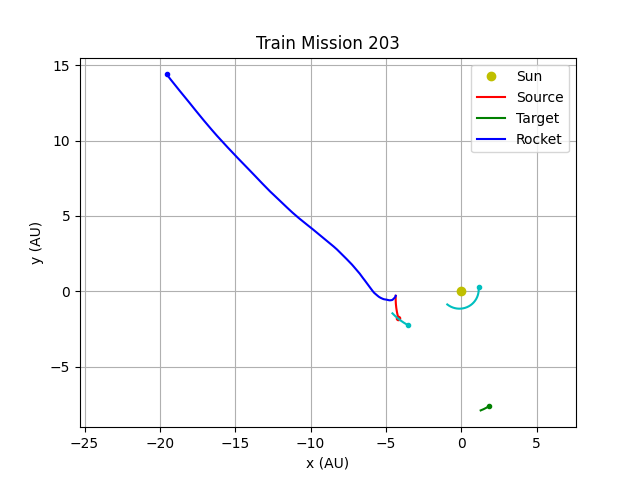 Train Mission 203
Sun
Source
Target
Rocket
15
10
5
0
−5
y (AU)
−25
−20
−15
−10
−5
0
5
x (AU)